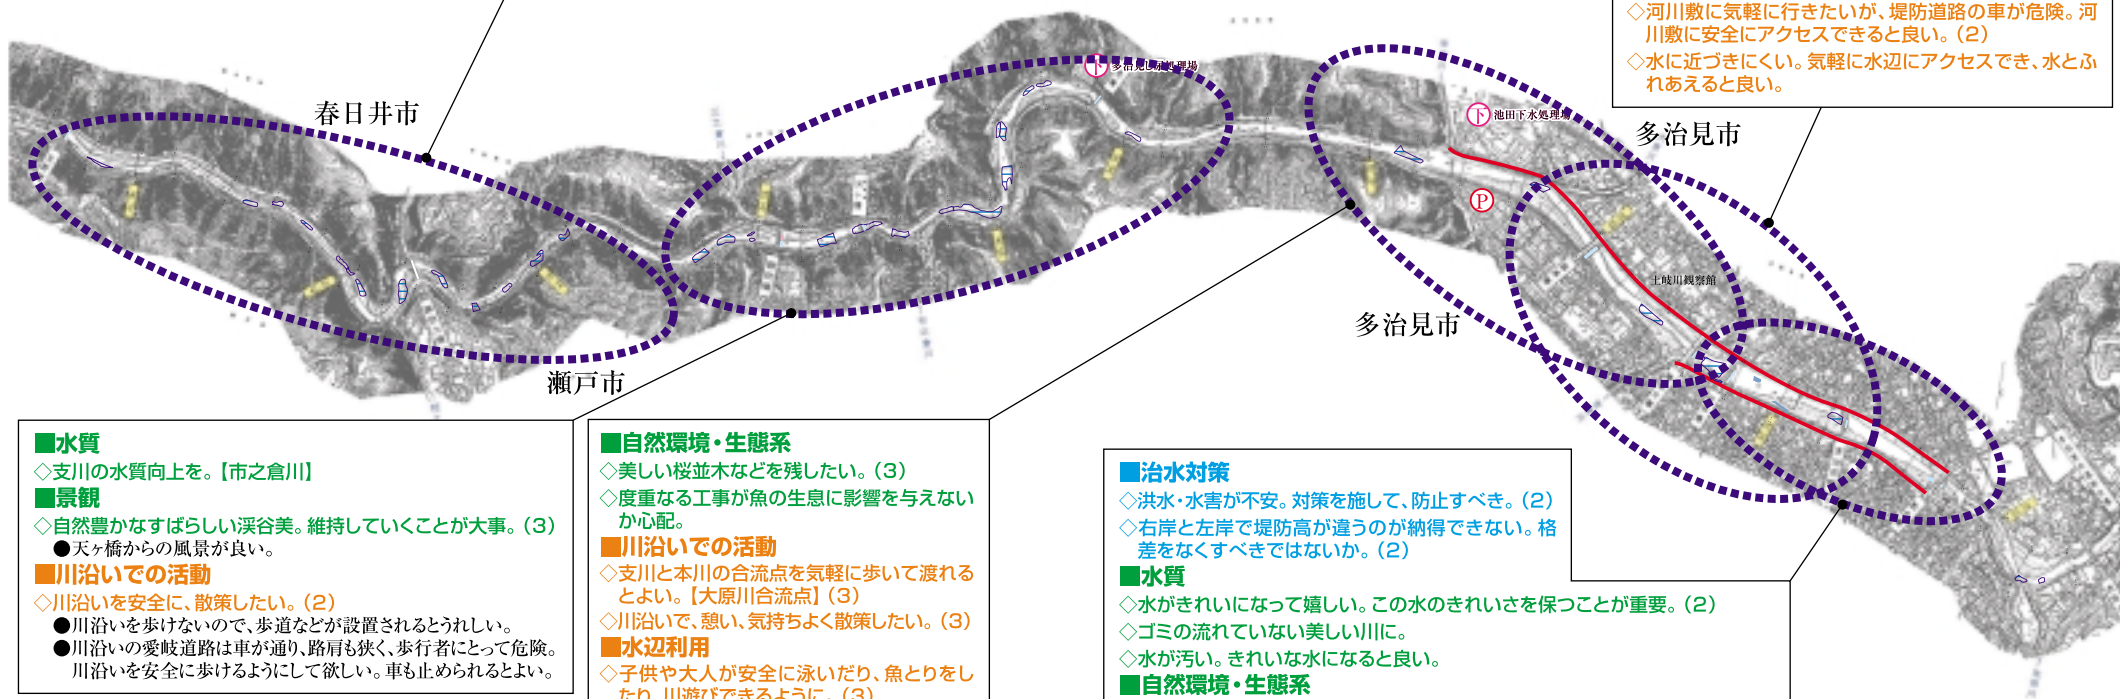 ◇河川敷に気軽に行きたいが、堤防道路の車が危険。河
川敷に安全にアクセスできると良い。（2）
◇水に近づきにくい。気軽に水辺にアクセスでき、水とふ
れあえると良い。
春日井市
下
下
池田下水処理場
多治見市
P
土岐川観察館
多治見市
瀬戸市
■水質
◇支川の水質向上を。【市之倉川】
■景観
◇自然豊かなすばらしい渓谷美。維持していくことが大事。（3）
●天ヶ橋からの風景が良い。
■川沿いでの活動
◇川沿いを安全に、散策したい。（2）
●川沿いを歩けないので、歩道などが設置されるとうれしい。
●川沿いの愛岐道路は車が通り、路肩も狭く、歩行者にとって危険。
川沿いを安全に歩けるようにして欲しい。車も止められるとよい。
■自然環境・生態系
◇美しい桜並木などを残したい。（3）
◇度重なる工事が魚の生息に影響を与えない
か心配。
■川沿いでの活動
◇支川と本川の合流点を気軽に歩いて渡れる
とよい。【大原川合流点】（3）
◇川沿いで、憩い、気持ちよく散策したい。（3）
■水辺利用
◇子供や大人が安全に泳いだり、魚とりをし
たり、川遊びできるように。（3）
■治水対策
◇洪水・水害が不安。対策を施して、防止すべき。（2）
◇右岸と左岸で堤防高が違うのが納得できない。格
差をなくすべきではないか。（2）
■水質
◇水がきれいになって嬉しい。この水のきれいさを保つことが重要。（2）
◇ゴミの流れていない美しい川に。
◇水が汚い。きれいな水になると良い。
■自然環境・生態系